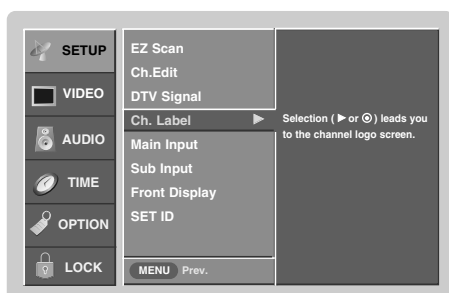 SETUP
VIDEO
AUDIO
TIME
OPTION
LOCK
EZ Scan
Ch.Edit
DTV Signal
Ch. Label ▶
Main Input
Sub Input
Front Display
SET ID
MENU Prev.
Selection ( ▶ or ⊙ ) leads you
to the channel logo screen.